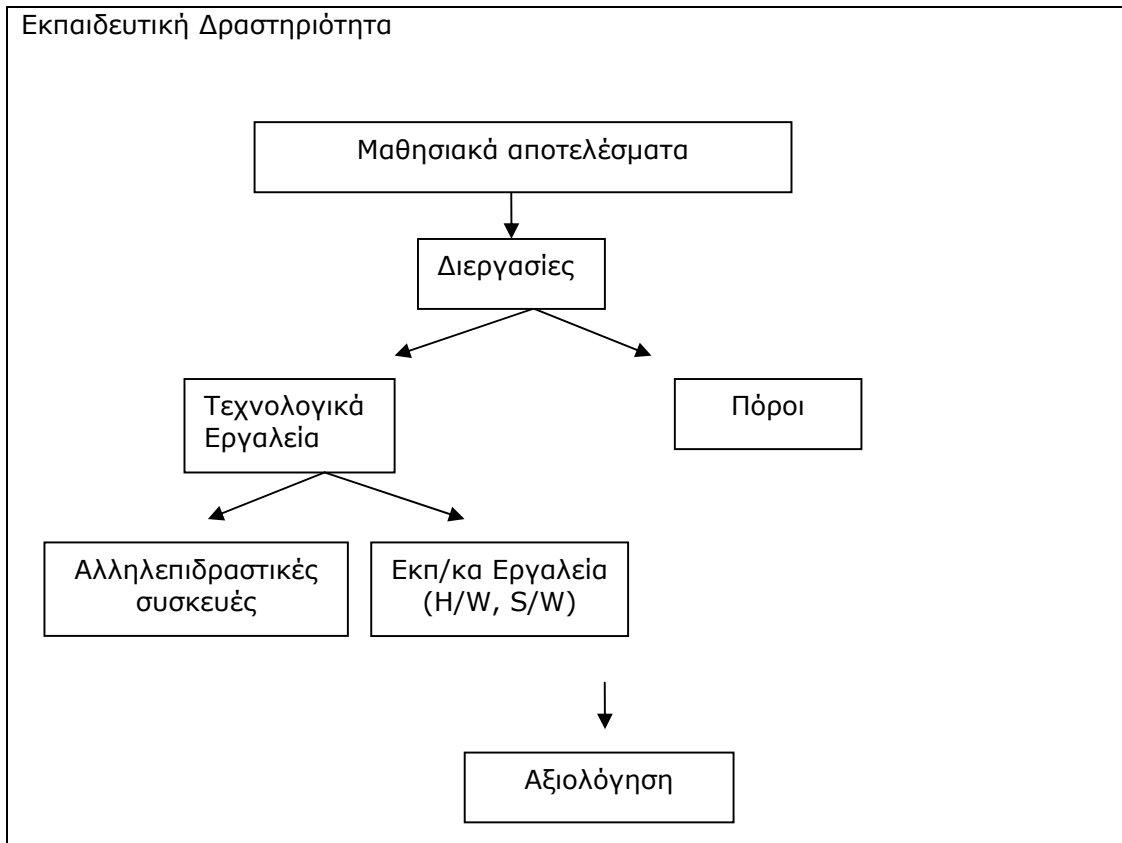 Εκπαιδευτική Δραστηριότητα
Μαθησιακά αποτελέσματα
Διεργασίες
Τεχνολογικά
Εργαλεία
Πόροι
Αλληλεπιδραστικές
συσκευές
Εκπ/κα Εργαλεία
(H/W, S/W)
Αξιολόγηση